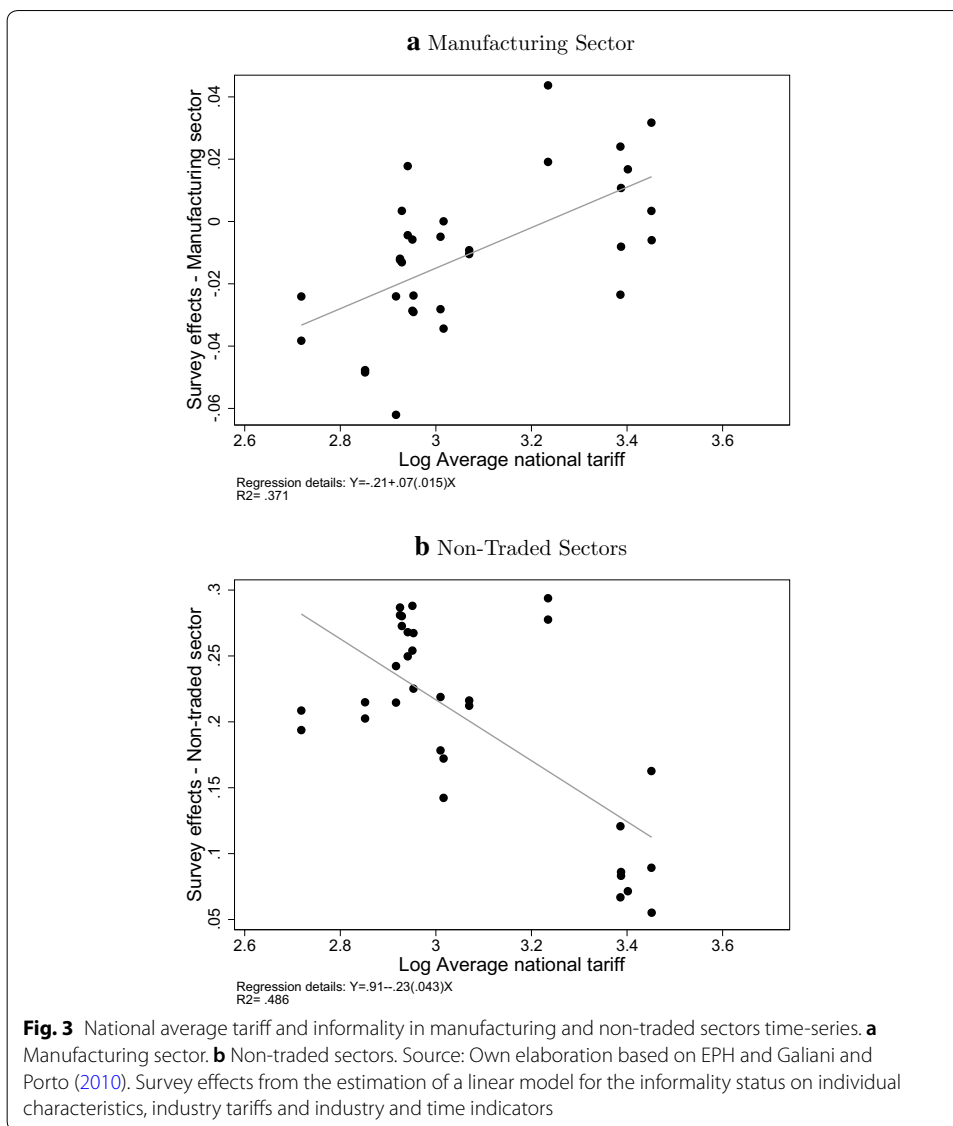 a Manufacturing Sector
Survey effects - Manufacturing sector
.04
.02
0
-.02
-.04
-.06
2.6 2.8 3 3.2 3.4 3.6
Log Average national tariff
Regression details: Y=-.21+.07(.015)X
R2= .371
b Non-Traded Sectors
Survey effects - Non-traded sector
.3
.25
.2
.15
.1
.05
2.6 2.8 3 3.2 3.4 3.6
Log Average national tariff
Regression details: Y=.91--.23(.043)X
R2= .486
Fig. 3 National average tariff and informality in manufacturing and non-traded sectors time-series. a
Manufacturing sector. b Non-traded sectors. Source: Own elaboration based on EPH and Galiani and
Porto (2010). Survey effects from the estimation of a linear model for the informality status on individual
characteristics, industry tariffs and industry and time indicators